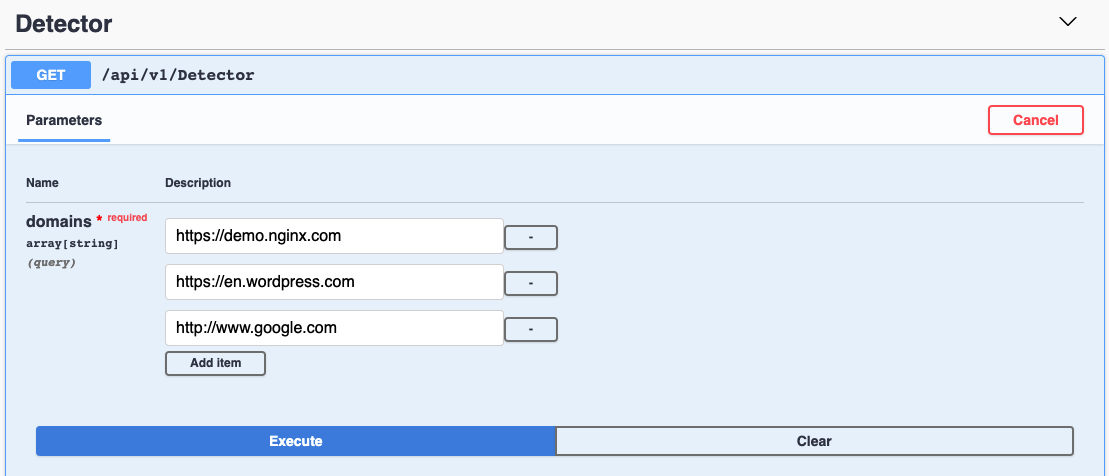 Detector
GET /api/v1/Detector
Parameters Cancel
Name Description
domains * required
array[string]
(query)
https://demo.nginx.com -
https://en.wordpress.com -
http://www.google.com -
Add item
Execute Clear